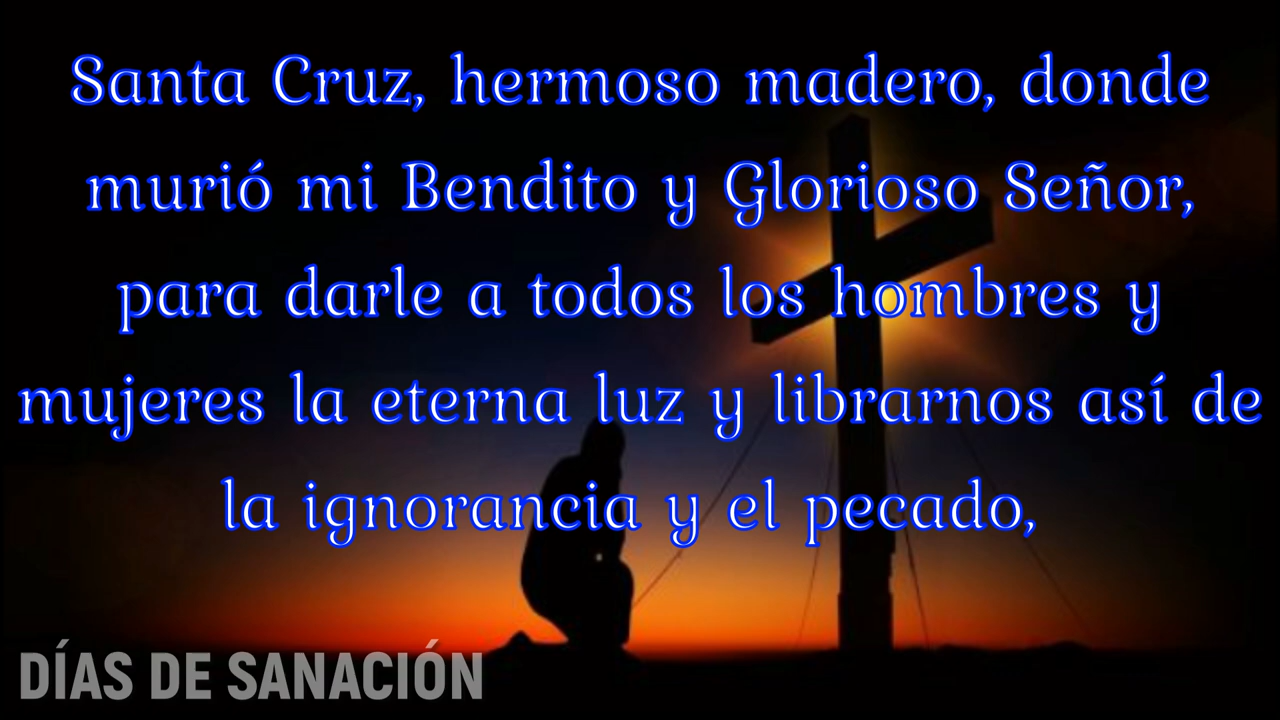 Santa Cruz, hermoso madero, donde
murió mi Bendito y Glorioso Señor,
para darle a todos los hombres y
mujeres la eterna luz y librarnos así de
la ignorancia y el pecado,
DÍAS DE SANACIÓN